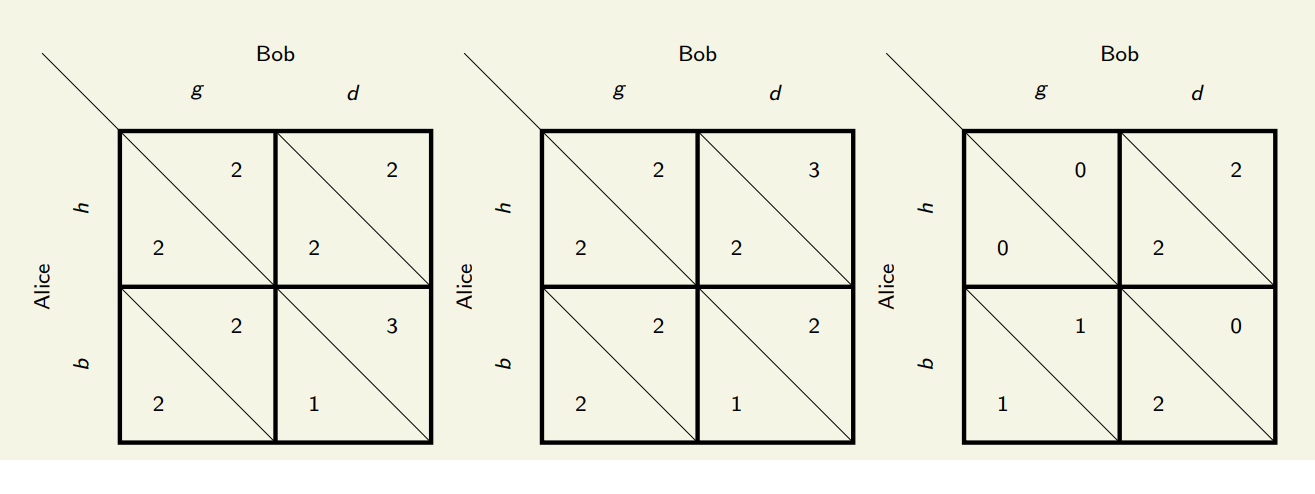 Bob Bob Bob
g d g d g d
2 2 2 3 0 2
h h h
2 2 2 2 0 2
Alice Alice Alice
2 3 2 2 1 0
b b b
2 1 2 1 1 2